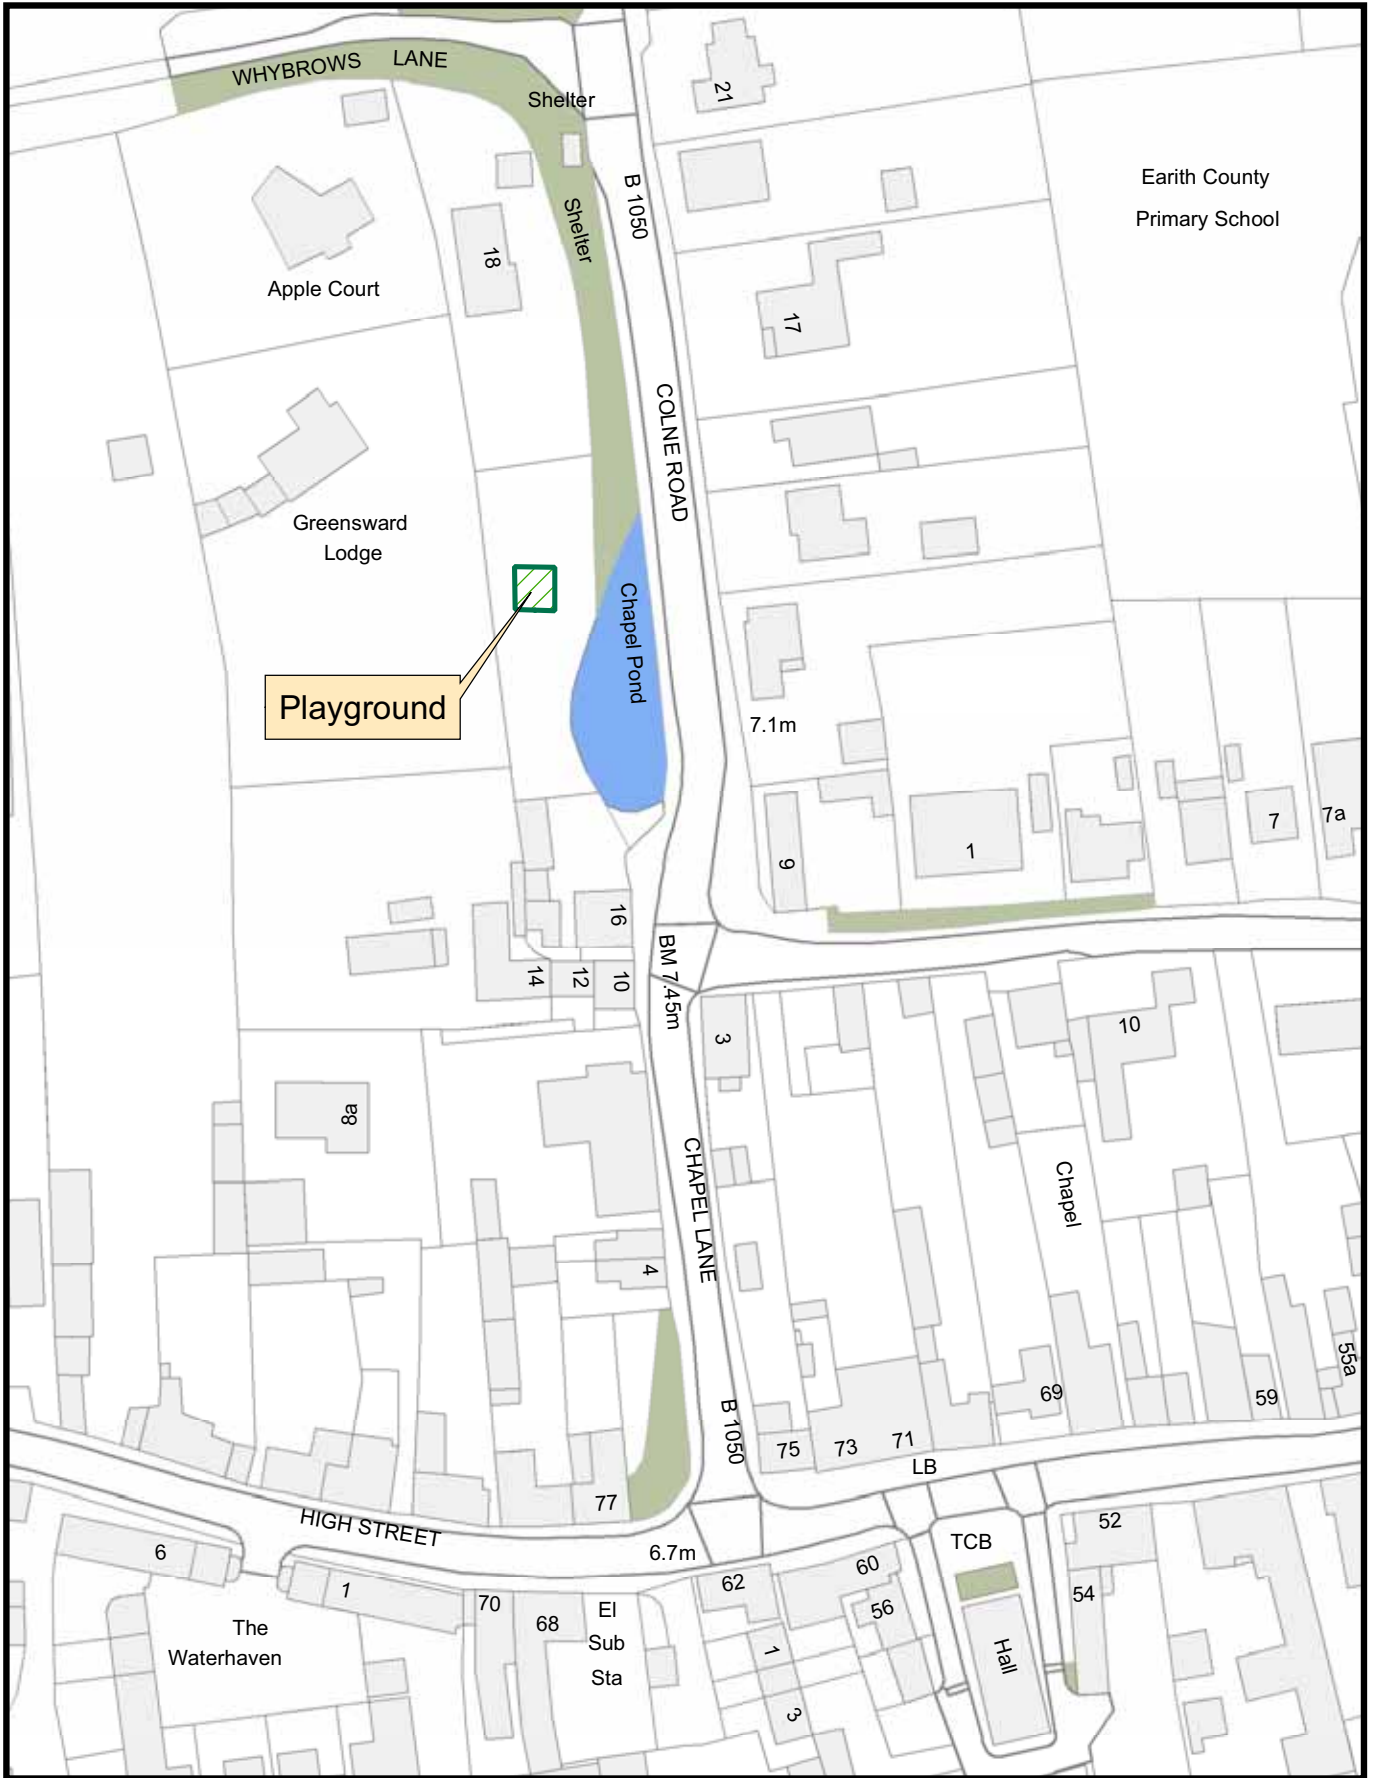 WHYBROWS LANE
Shelter
21
Earith County
Primary School
B 1050
Shelter
18
Apple Court
17
COLNE ROAD
Greensward
Lodge
Chapel Pond
Playground
7.1m
9
1
7
7a
16
BM 7.45m
14
12
10
3
10
8a
CHAPEL LANE
Chapel
4
B 1050
69
59
55a
75
73
71
LB
77
HIGH STREET
6.7m
52
TCB
6
1
62
60
54
70
68
56
El
Sub
Sta
The
Waterhaven
1
Hall
3